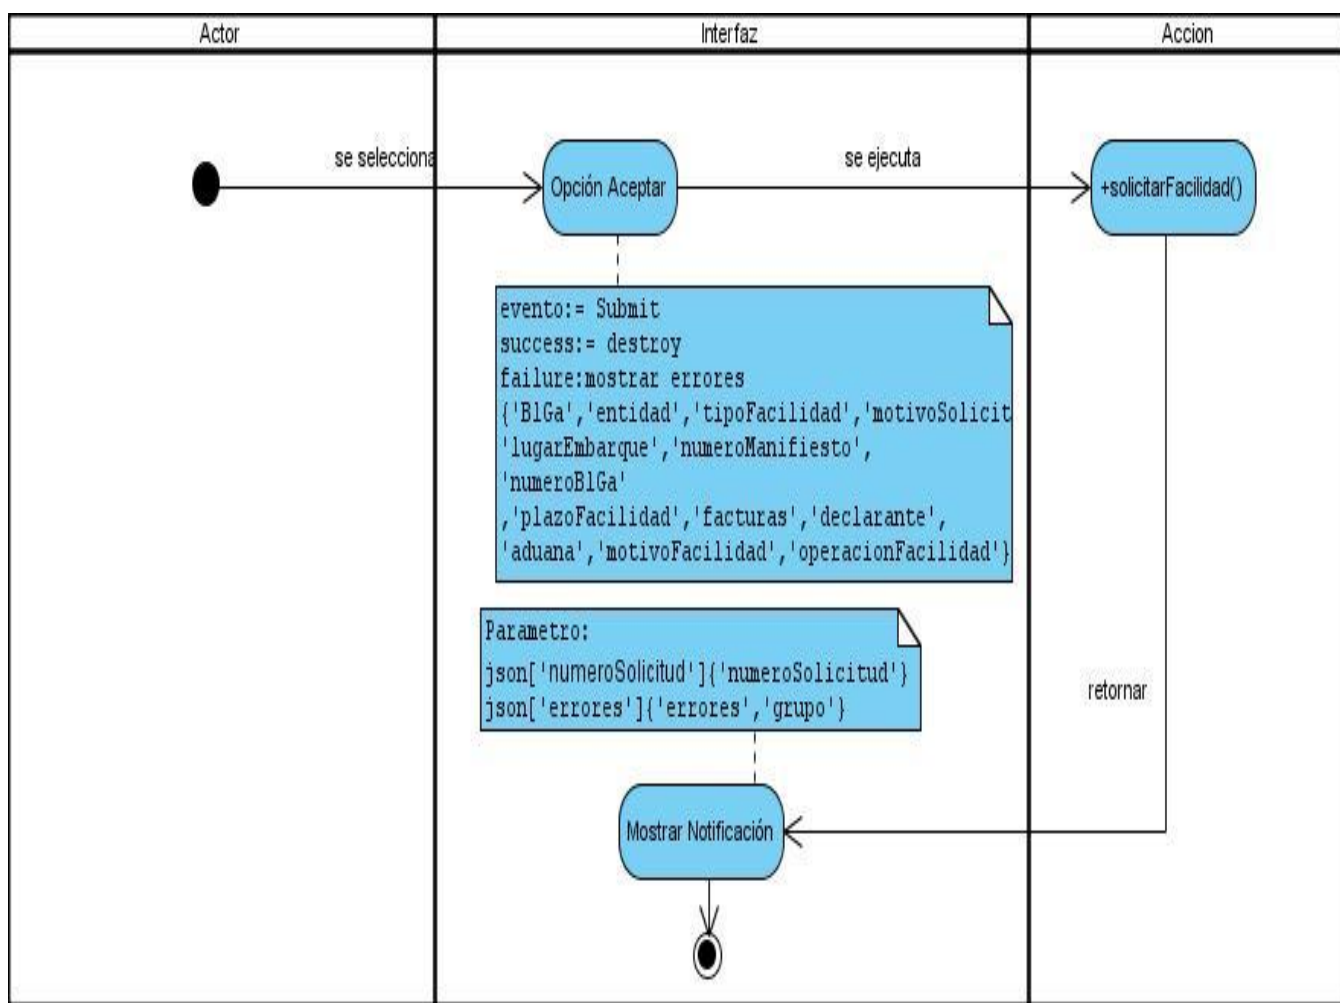 Actor
Interfaz
Accion
se selecciona
Opción Aceptar
se ejecuta
+solicitarFacilidad()
evento:= Submit
success:= destroy
failure:mostrar errores
{'BlGa','entidad','tipoFacilidad','motivoSolicit
'lugarEmbarque','numeroManifiesto',
'numeroBlGa'
,'plazoFacilidad','facturas','declarante',
'aduana','motivoFacilidad','operacionFacilidad'}
Parametro:
json['numeroSolicitud']{'numeroSolicitud'}
json['errores']{'errores','grupo'}
retornar
Mostrar Notificación